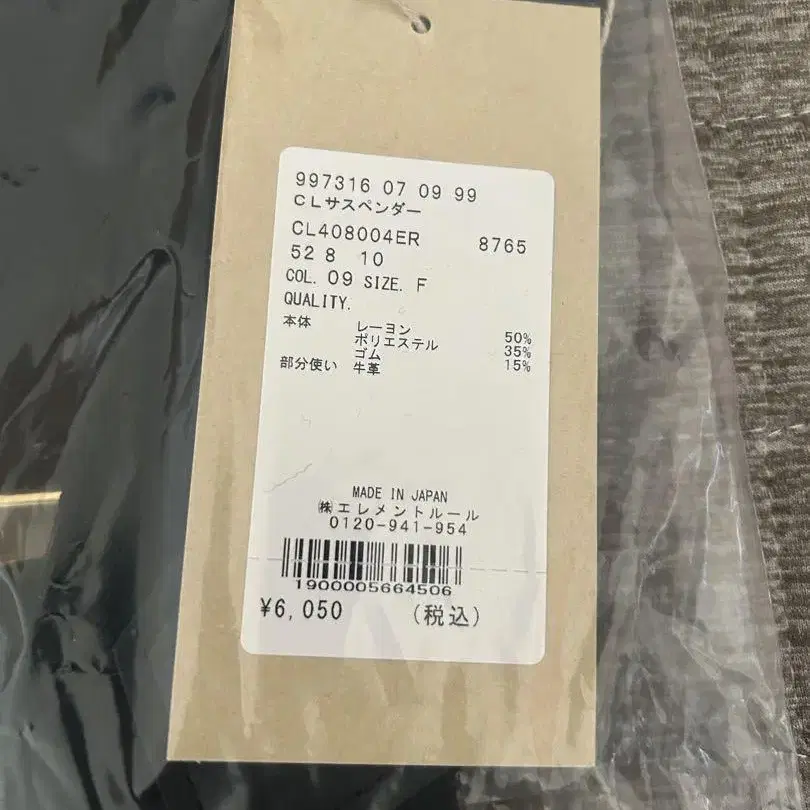 997316 07 09 99
CLサスペンダー
CL408004ER 8765
52 8 10
COL. 09 SIZE. F
QUALITY.
本体 レーヨン 50%
ポリエステル 35%
ゴム 15%
部分使い 牛革
MADE IN JAPAN
㈱エレメントルール
0120-941-954
1900005664506
¥6,050 (税込)